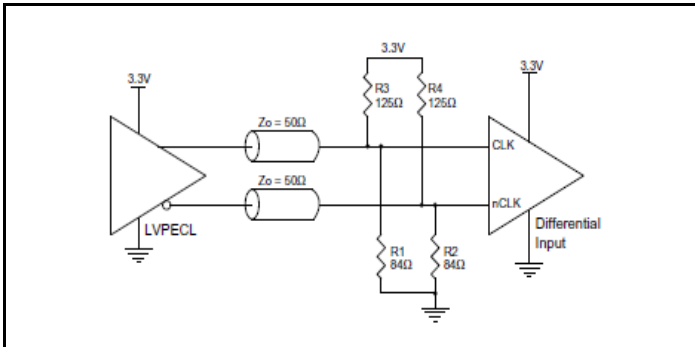 3.3V
3.3V
3.3V
R3
125Ω
R4
125Ω
Zo = 50Ω
CLK
Zo = 50Ω
nCLK
LVPECL
Differential
Input
R1
84Ω
R2
84Ω